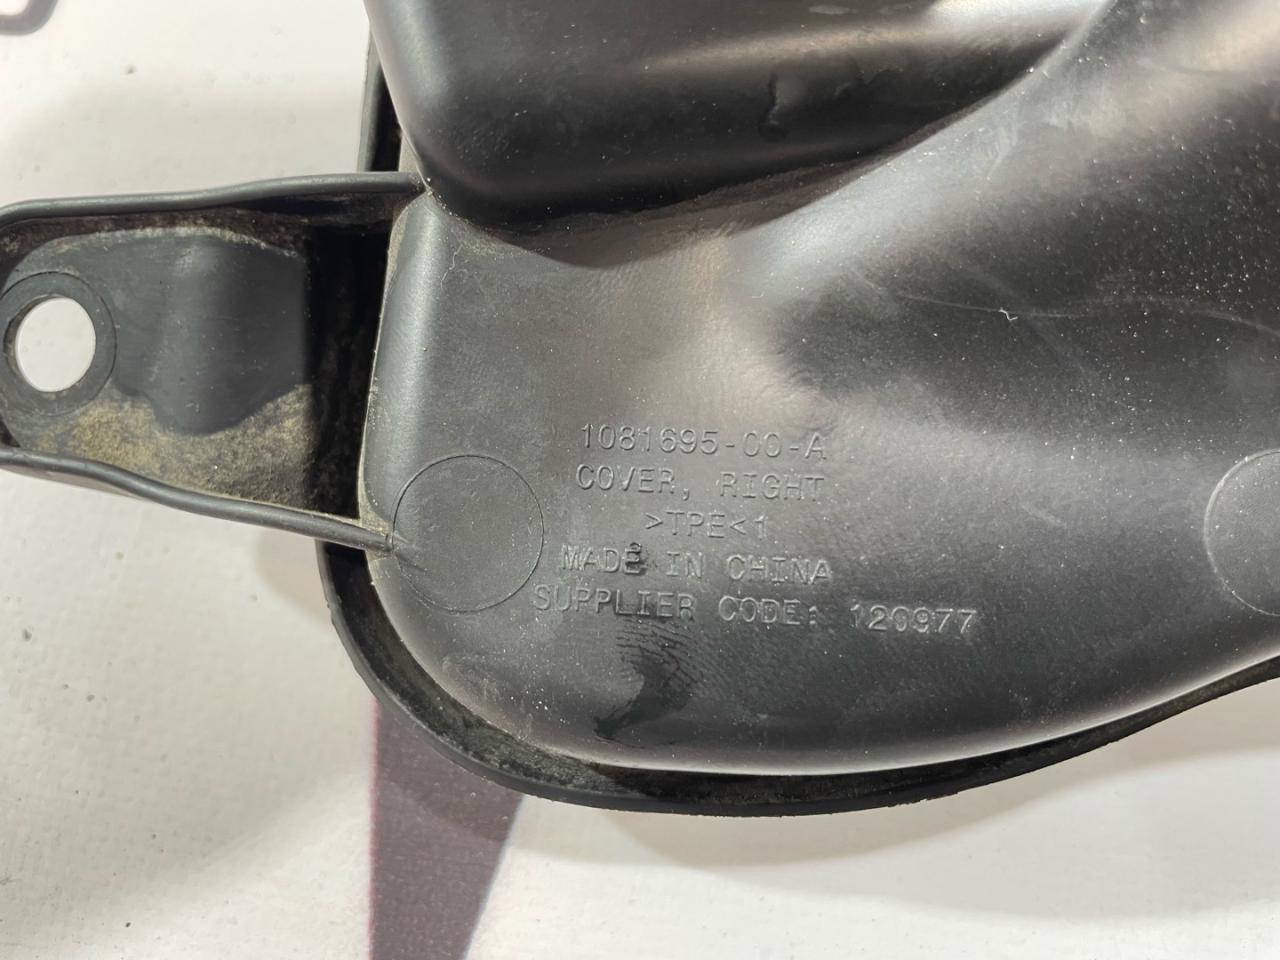 1081695-00-A
COVER, RIGHT
>TPE<1
MADE IN CHINA
SUPPLIER CODE: 120977